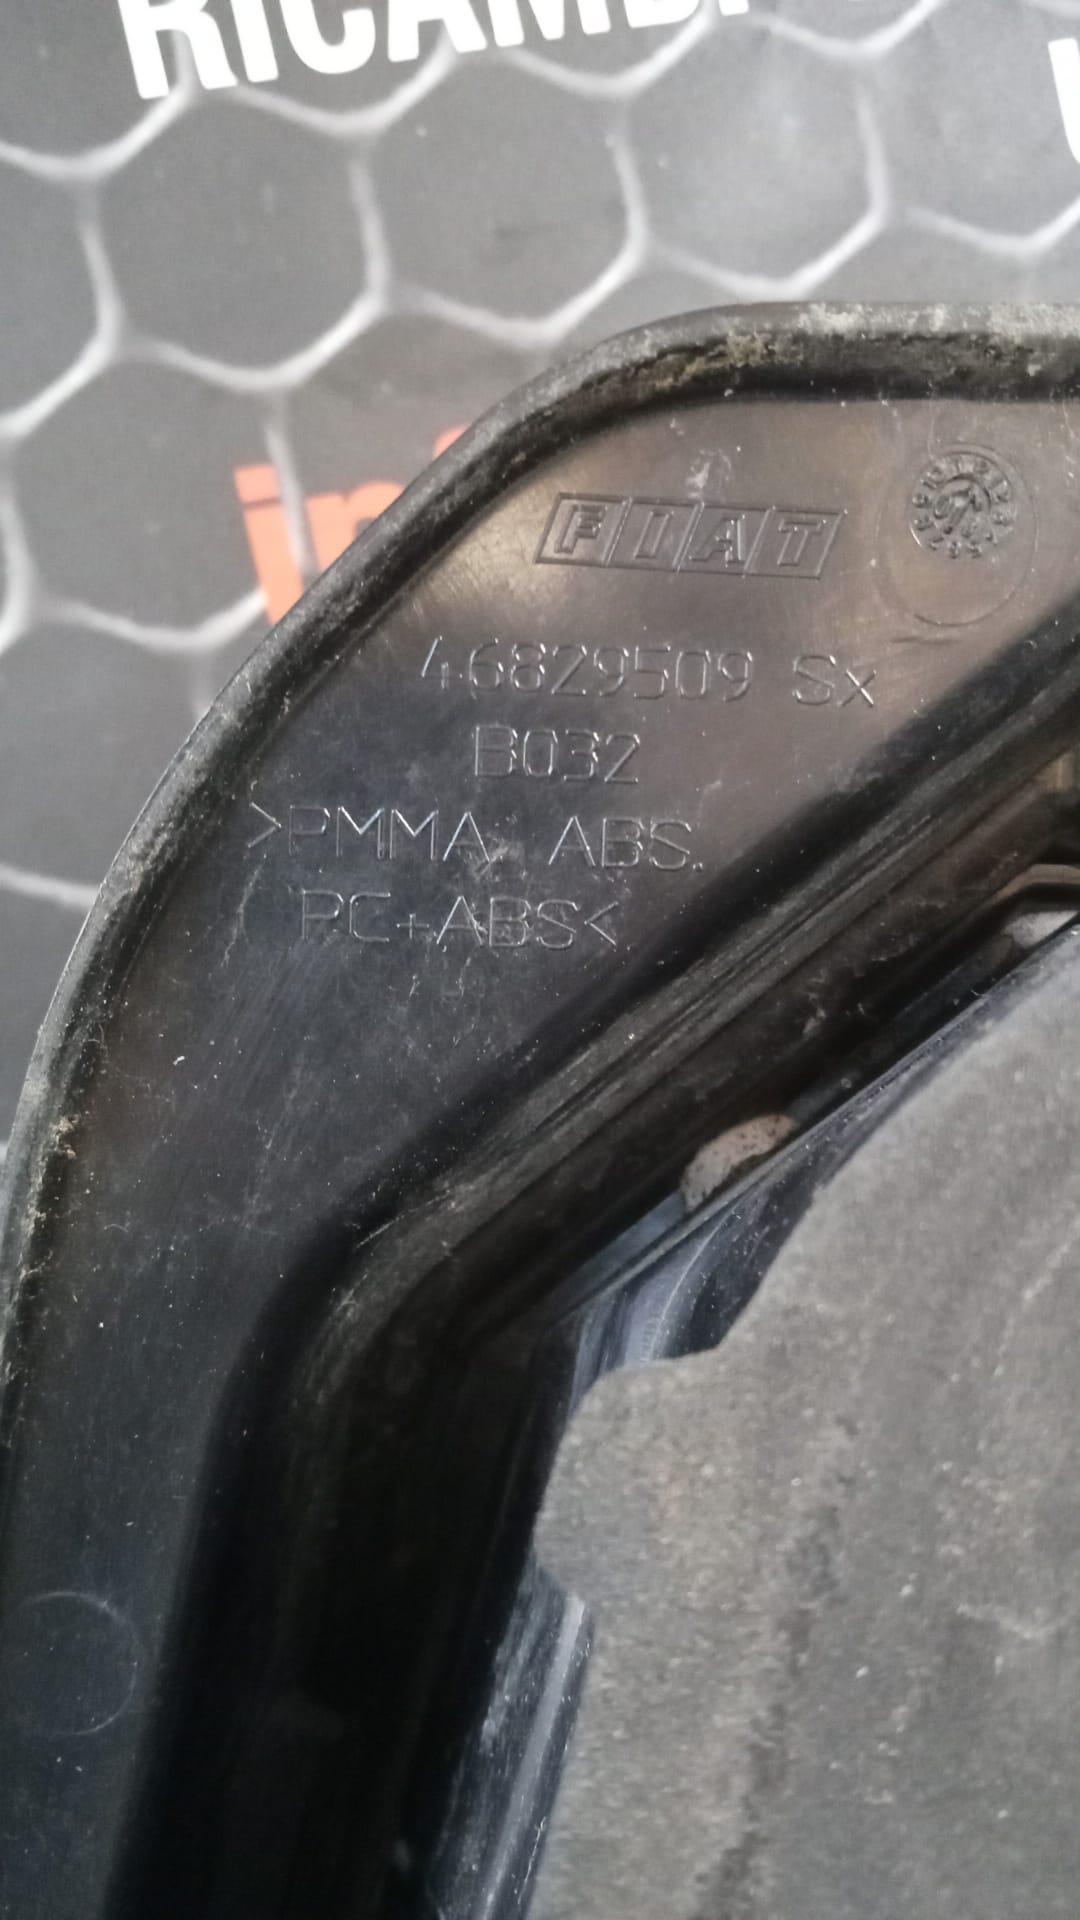 RICAMBI
FIAT
46829509 Sx
B032
>PMMA, ABS.
PC+ABS<